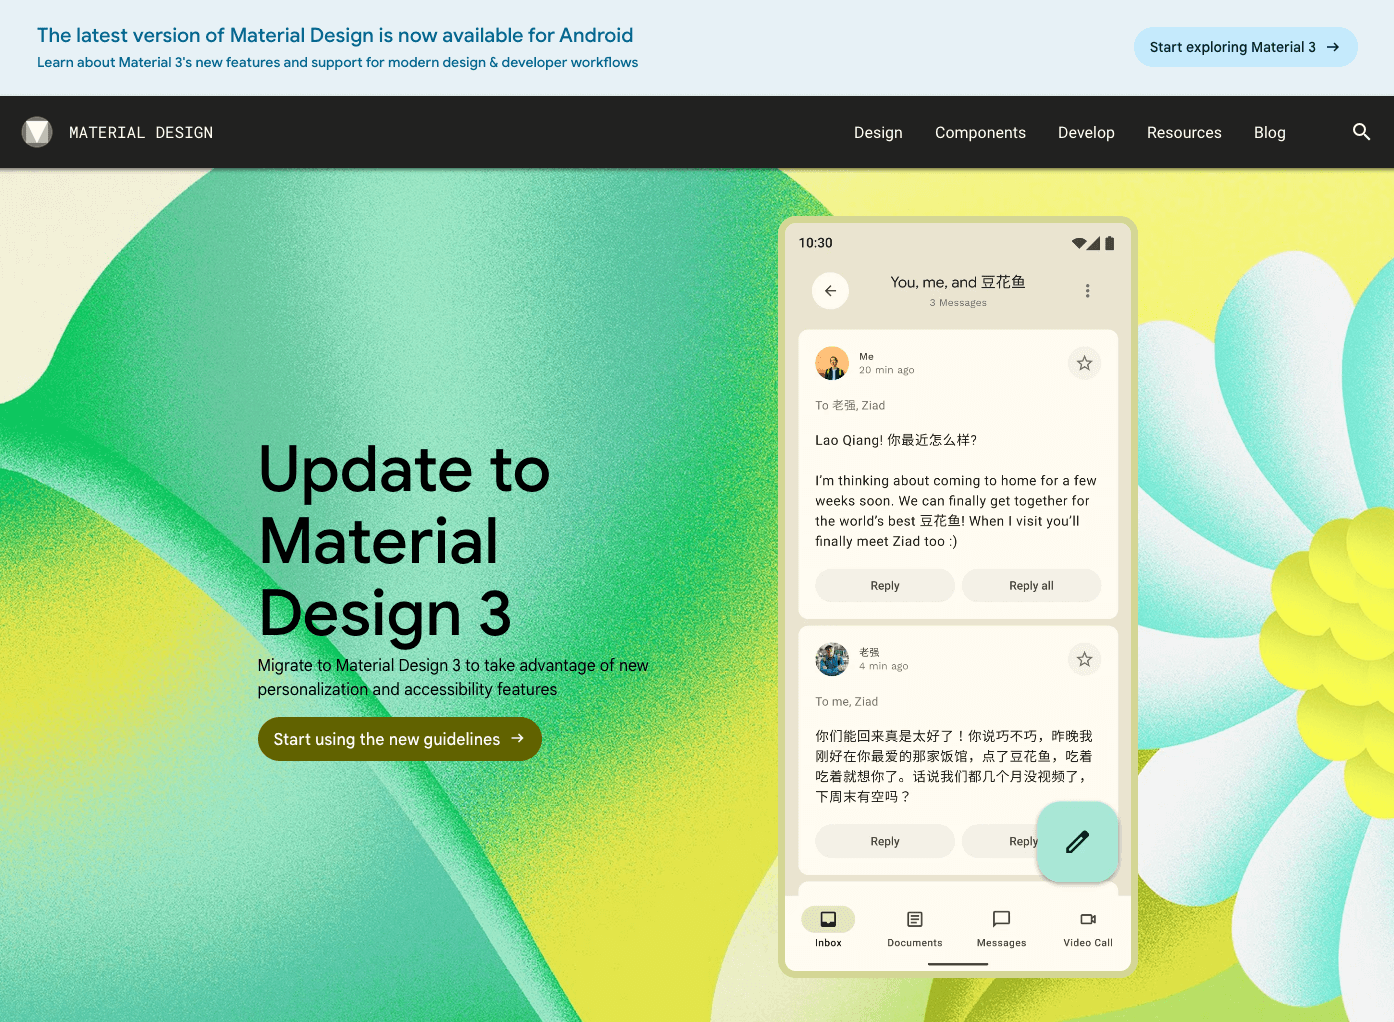 The latest version of Material Design is now available for Android
Learn about Material 3's new features and support for modern design & developer workflows
Start exploring Material 3
MATERIAL DESIGN
Design
Components
Develop
Resources
Blog
Update to
Material
Design 3
Migrate to Material Design 3 to take advantage of new
personalization and accessibility features
Start using the new guidelines
10:30
You, me, and 豆花鱼
3 Messages
Me
20 min ago
To 老强, Ziad
Lao Qiang! 你最近怎么样?
I’m thinking about coming to home for a few
weeks soon. We can finally get together for
the world’s best 豆花鱼! When I visit you’ll
finally meet Ziad too :)
Reply
Reply all
老强
4 min ago
To me, Ziad
你们能回来真是太好了！你说巧不巧，昨晚我
刚好在你最爱的那家饭馆，点了豆花鱼，吃着
吃着就想你了。话说我们都几个月没视频了，
下周末有空吗？
Reply
Reply
Inbox
Documents
Messages
Video Call